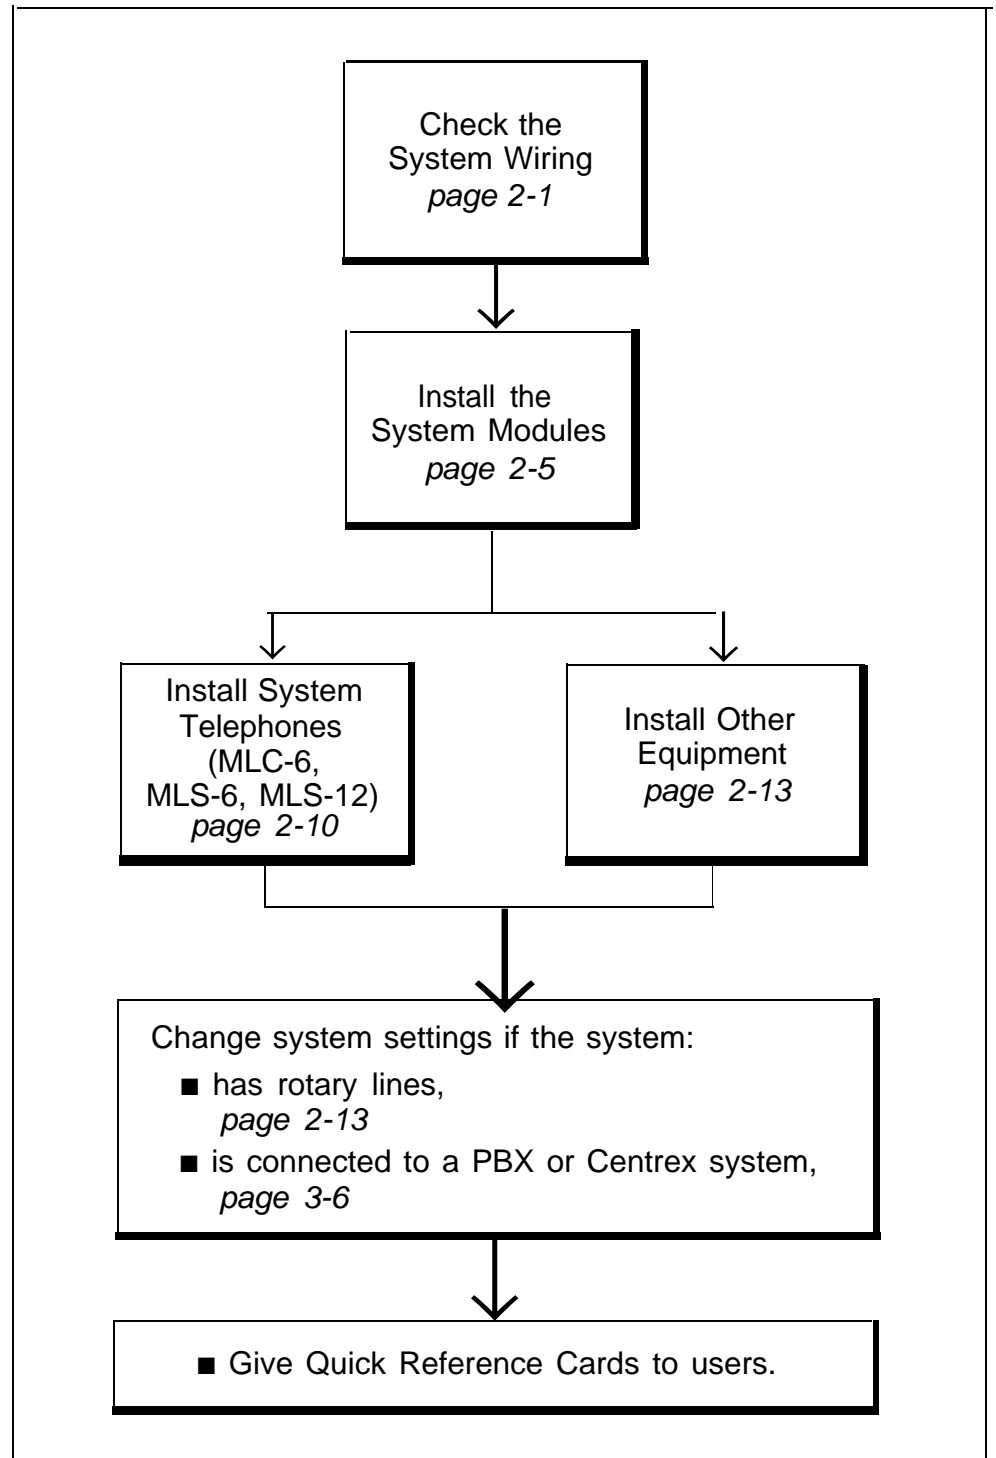 Check the
System Wiring
page 2-1
Install the
System Modules
page 2-5
Install System
Telephones
(MLC-6,
MLS-6, MLS-12)
page 2-10
Install Other
Equipment
page 2-13
Change system settings if the system:
■ has rotary lines,
page 2-13
■ is connected to a PBX or Centrex system,
page 3-6
■ Give Quick Reference Cards to users.